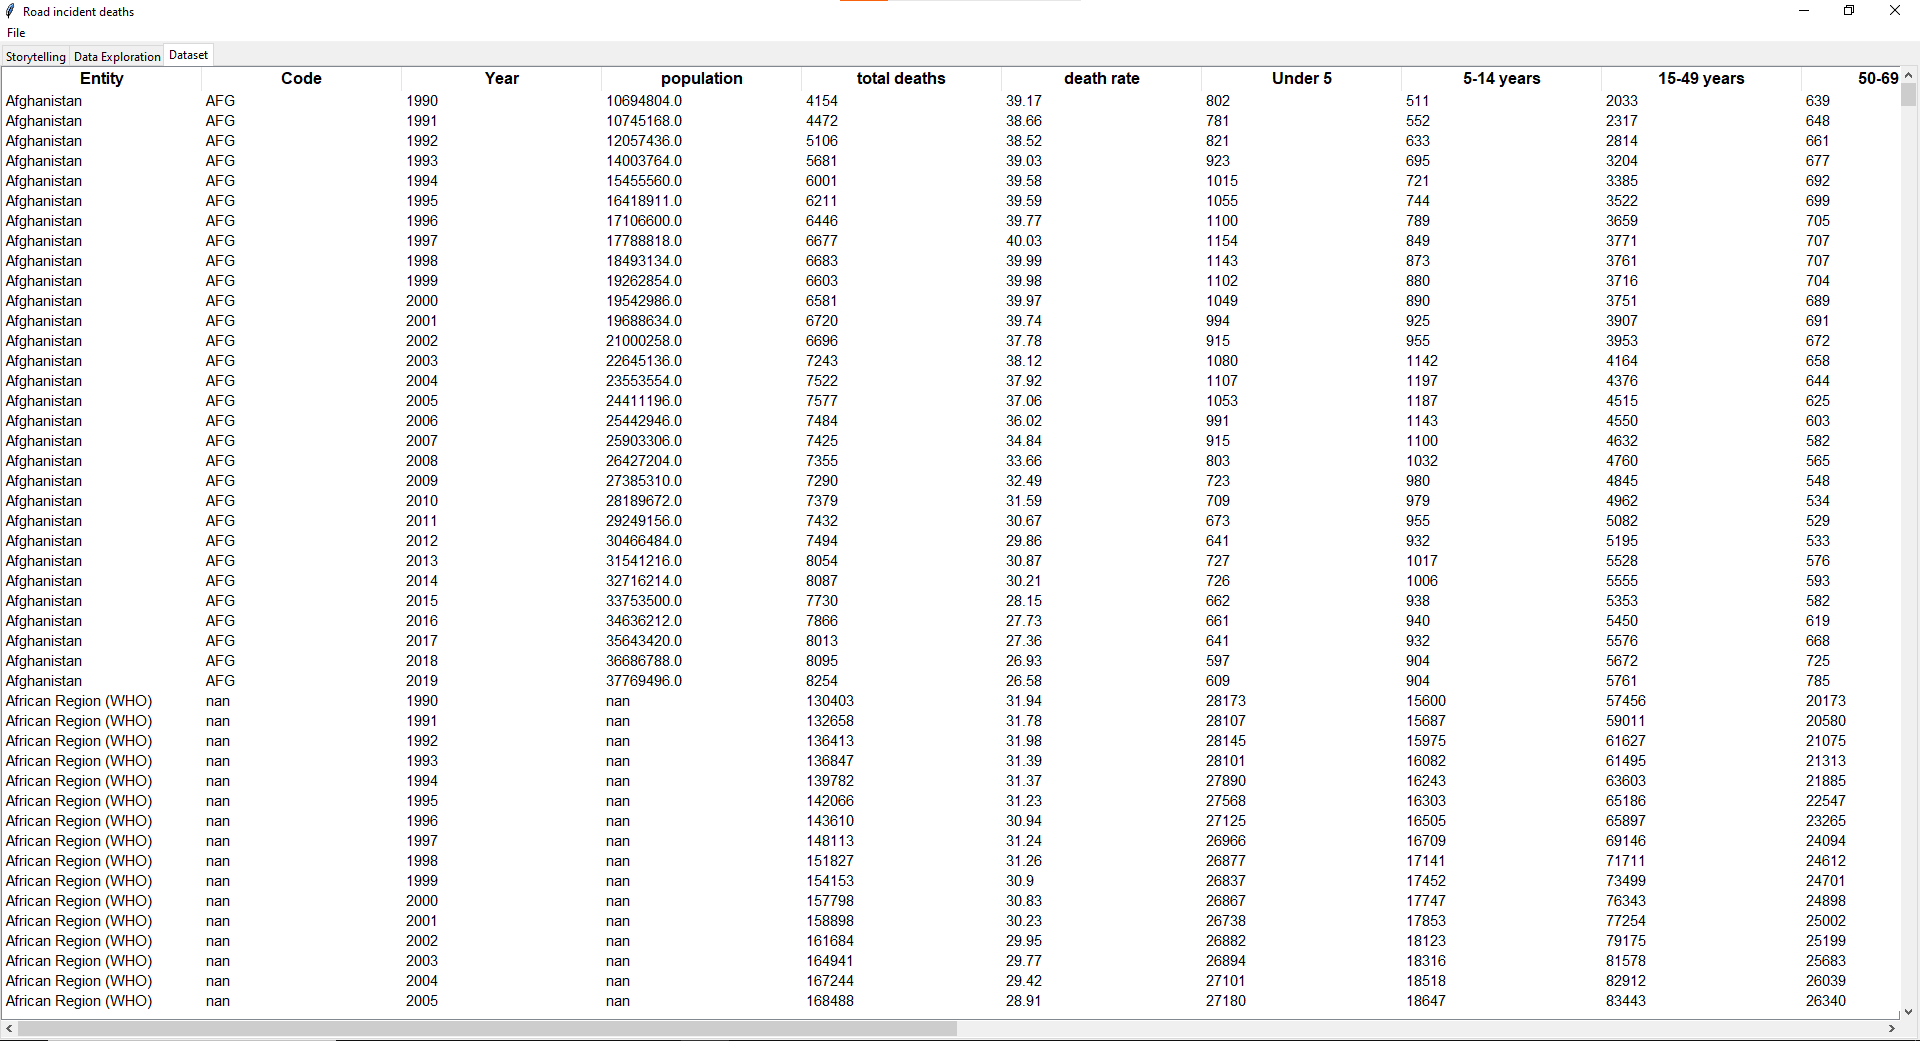 Road incident deaths
File
Storytelling Data Exploration Dataset
Entity Code Year population total deaths death rate Under 5 5-14 years 15-49 years 50-69
Afghanistan AFG 1990 10694804.0 4154 39.17 802 511 2033 639
Afghanistan AFG 1991 10745168.0 4472 38.66 781 552 2317 648
Afghanistan AFG 1992 12057436.0 5106 38.52 821 633 2814 661
Afghanistan AFG 1993 14003764.0 5681 39.03 923 695 3204 677
Afghanistan AFG 1994 15455560.0 6001 39.58 1015 721 3385 692
Afghanistan AFG 1995 16418911.0 6211 39.59 1055 744 3522 699
Afghanistan AFG 1996 17106600.0 6446 39.77 1100 789 3659 705
Afghanistan AFG 1997 17788818.0 6677 40.03 1154 849 3771 707
Afghanistan AFG 1998 18493134.0 6683 39.99 1143 873 3761 707
Afghanistan AFG 1999 19262854.0 6603 39.98 1102 880 3716 704
Afghanistan AFG 2000 19542986.0 6581 39.97 1049 890 3751 689
Afghanistan AFG 2001 19688634.0 6720 39.74 994 925 3907 691
Afghanistan AFG 2002 21000258.0 6696 37.78 915 955 3953 672
Afghanistan AFG 2003 22645136.0 7243 38.12 1080 1142 4164 658
Afghanistan AFG 2004 23553554.0 7522 37.92 1107 1197 4376 644
Afghanistan AFG 2005 24411196.0 7577 37.06 1053 1187 4515 625
Afghanistan AFG 2006 25442946.0 7484 36.02 991 1143 4550 603
Afghanistan AFG 2007 25903306.0 7425 34.84 915 1100 4632 582
Afghanistan AFG 2008 26427204.0 7355 33.66 803 1032 4760 565
Afghanistan AFG 2009 27385310.0 7290 32.49 723 980 4845 548
Afghanistan AFG 2010 28189672.0 7379 31.59 709 979 4962 534
Afghanistan AFG 2011 29249156.0 7432 30.67 673 955 5082 529
Afghanistan AFG 2012 30466484.0 7494 29.86 641 932 5195 533
Afghanistan AFG 2013 31541216.0 8054 30.87 727 1017 5528 576
Afghanistan AFG 2014 32716214.0 8087 30.21 726 1006 5555 593
Afghanistan AFG 2015 33753500.0 7730 28.15 662 938 5353 582
Afghanistan AFG 2016 34636212.0 7866 27.73 661 940 5450 619
Afghanistan AFG 2017 35643420.0 8013 27.36 641 932 5576 668
Afghanistan AFG 2018 36686788.0 8095 26.93 597 904 5672 725
Afghanistan AFG 2019 37769496.0 8254 26.58 609 904 5761 785
African Region (WHO) nan 1990 nan 130403 31.94 28173 15600 57456 20173
African Region (WHO) nan 1991 nan 132658 31.78 28107 15687 59011 20580
African Region (WHO) nan 1992 nan 136413 31.98 28145 15975 61627 21075
African Region (WHO) nan 1993 nan 136847 31.39 28101 16082 61495 21313
African Region (WHO) nan 1994 nan 139782 31.37 27890 16243 63603 21885
African Region (WHO) nan 1995 nan 142066 31.23 27568 16303 65186 22547
African Region (WHO) nan 1996 nan 143610 30.94 27125 16505 65897 23265
African Region (WHO) nan 1997 nan 148113 31.24 26966 16709 69146 24094
African Region (WHO) nan 1998 nan 151827 31.26 26877 17141 71711 24612
African Region (WHO) nan 1999 nan 154153 30.9 26837 17452 73499 24701
African Region (WHO) nan 2000 nan 157798 30.83 26867 17747 76343 24898
African Region (WHO) nan 2001 nan 158898 30.23 26738 17853 77254 25002
African Region (WHO) nan 2002 nan 161684 29.95 26882 18123 79175 25199
African Region (WHO) nan 2003 nan 164941 29.77 26894 18316 81578 25683
African Region (WHO) nan 2004 nan 167244 29.42 27101 18518 82912 26039
African Region (WHO) nan 2005 nan 168488 28.91 27180 18647 83443 26340